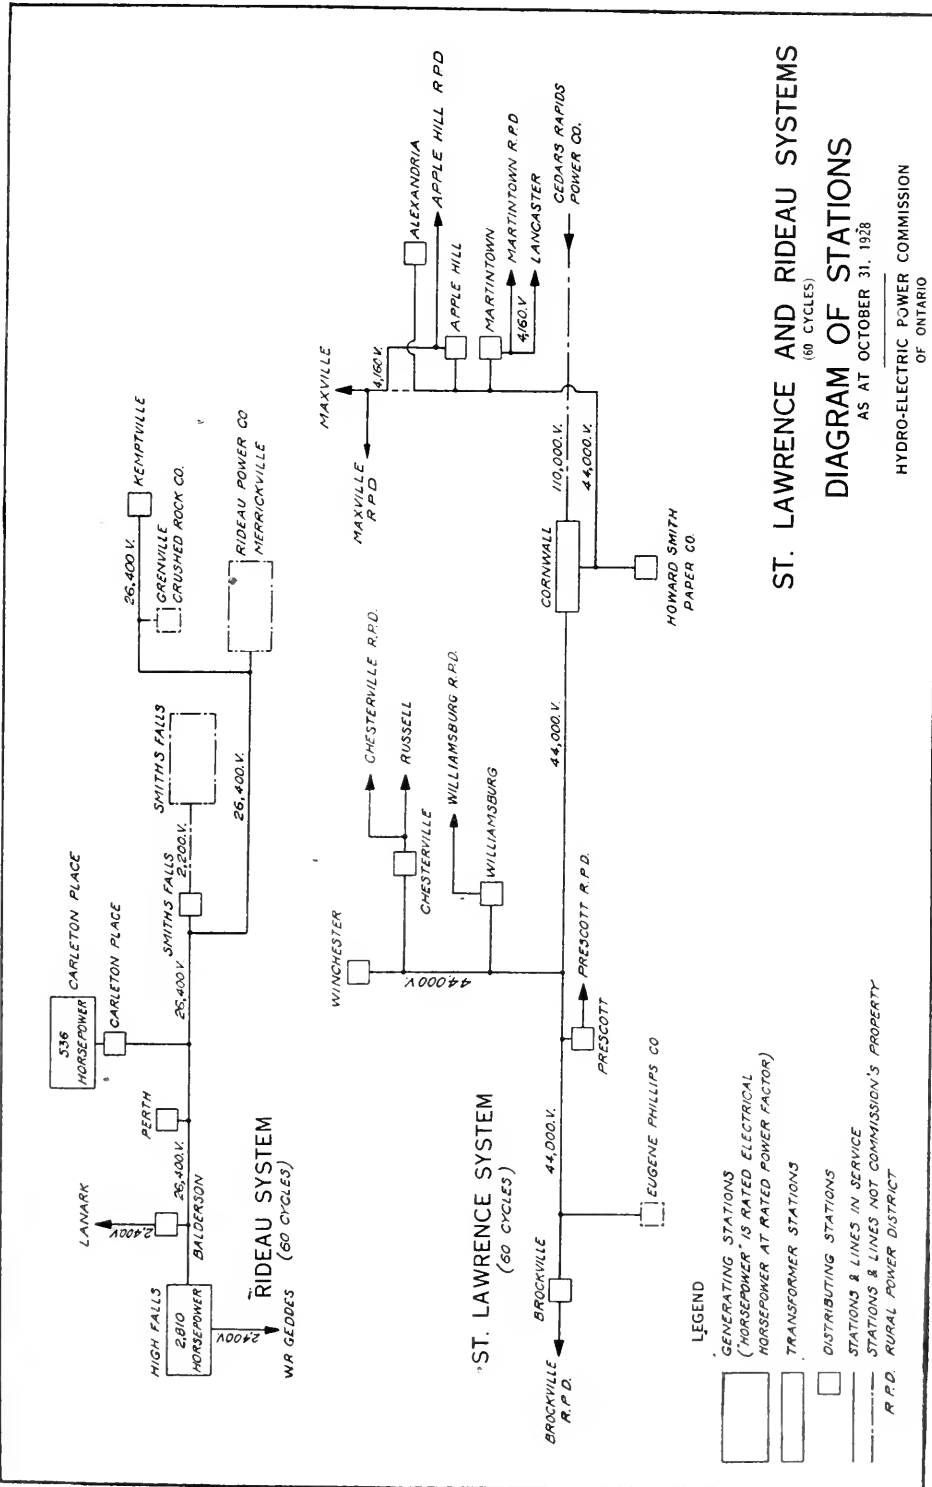 ST. LAWRENCE AND RIDEAU SYSTEMS
(60 CYCLES)
DIAGRAM OF STATIONS
AS AT OCTOBER 31, 1928
HYDRO-ELECTRIC POWER COMMISSION
OF ONTARIO
RIDEAU SYSTEM
(60 CYCLES)
HIGH FALLS
2,810
HORSEPOWER
2400V
W.R GEDDES
LANARK
2,400V
BALDERSON
26,400.V.
PERTH
536
HORSEPOWER
CARLETON PLACE
CARLETON PLACE
26,400.V.
SMITHS FALLS
2,200.V.
SMITHS FALLS
26,400.V.
26,400 V.
KEMPTVILLE
GRENVILLE
CRUSHED ROCK CO.
RIDEAU POWER CO
MERRICKVILLE
ST. LAWRENCE SYSTEM
(60 CYCLES)
BROCKVILLE
R.P.D.
BROCKVILLE
EUGENE PHILLIPS CO
44,000.V.
PRESCOTT
PRESCOTT R.P.D.
WINCHESTER
44,000V.
CHESTERVILLE
CHESTERVILLE R.P.D.
RUSSELL
WILLIAMSBURG
WILLIAMSBURG R.P.D.
44,000.V.
CORNWALL
HOWARD SMITH
PAPER CO.
110,000.V.
44,000.V.
CEDARS RAPIDS
POWER CO.
MAXVILLE
MAXVILLE
R P D
4,160V.
ALEXANDRIA
APPLE HILL R P D
APPLE HILL
MARTINTOWN
MARTINTOWN R.P.D
4,160.V
LANCASTER
LEGEND
GENERATING STATIONS
("HORSEPOWER" IS RATED ELECTRICAL
HORSEPOWER AT RATED POWER FACTOR)
TRANSFORMER STATIONS
DISTRIBUTING STATIONS
STATIONS & LINES IN SERVICE
STATIONS & LINES NOT COMMISSION'S PROPERTY
R.P.D. RURAL POWER DISTRICT